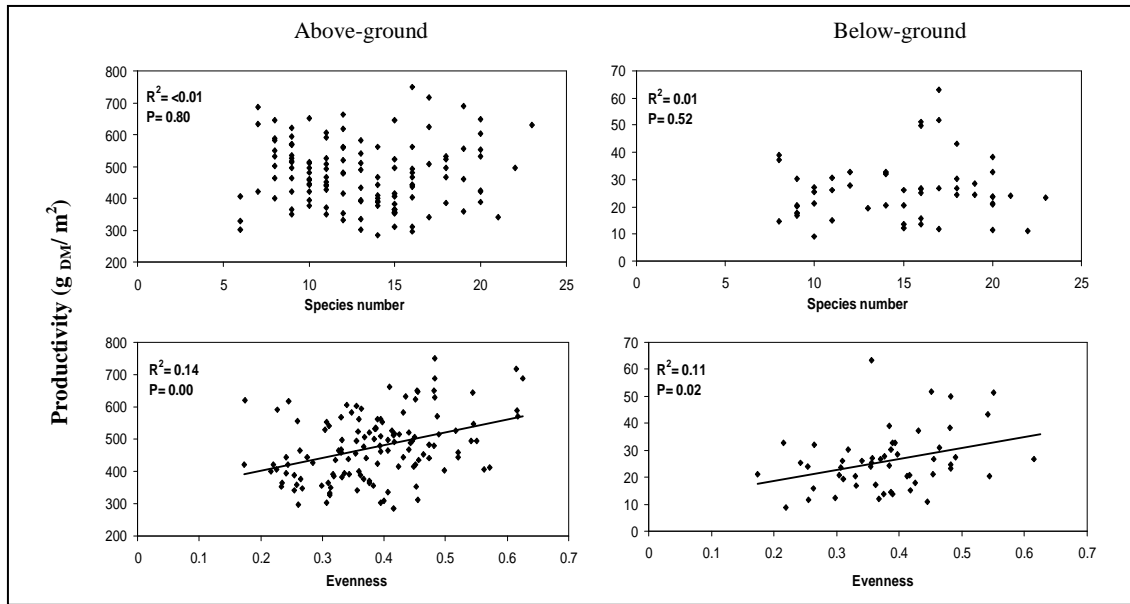 Above-ground
Below-ground
Productivity (g DM/ m²)
800
700
600
500
400
300
200
R²= <0.01
P= 0.80
0 5 10 15 20 25
Species number
70
60
50
40
30
20
10
0
R²= 0.01
P= 0.52
0 5 10 15 20 25
Species number
800
700
600
500
400
300
200
R²= 0.14
P= 0.00
0 0.1 0.2 0.3 0.4 0.5 0.6 0.7
Evenness
70
60
50
40
30
20
10
0
R²= 0.11
P= 0.02
0 0.1 0.2 0.3 0.4 0.5 0.6 0.7
Evenness